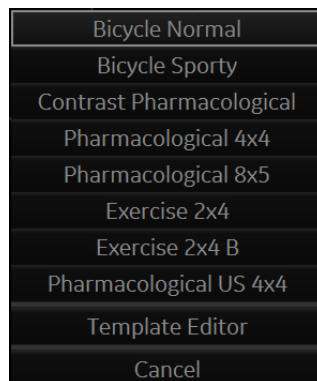 Bicycle Normal
Bicycle Sporty
Contrast Pharmacological
Pharmacological 4x4
Pharmacological 8x5
Exercise 2x4
Exercise 2x4 B
Pharmacological US 4x4
Template Editor
Cancel